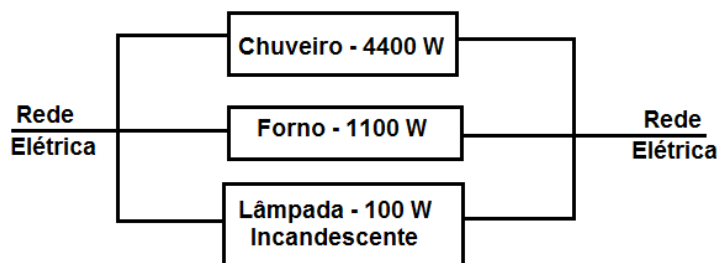 Chuveiro - 4400 W
Rede
Elétrica
Forno - 1100 W
Rede
Elétrica
Lâmpada - 100 W
Incandescente